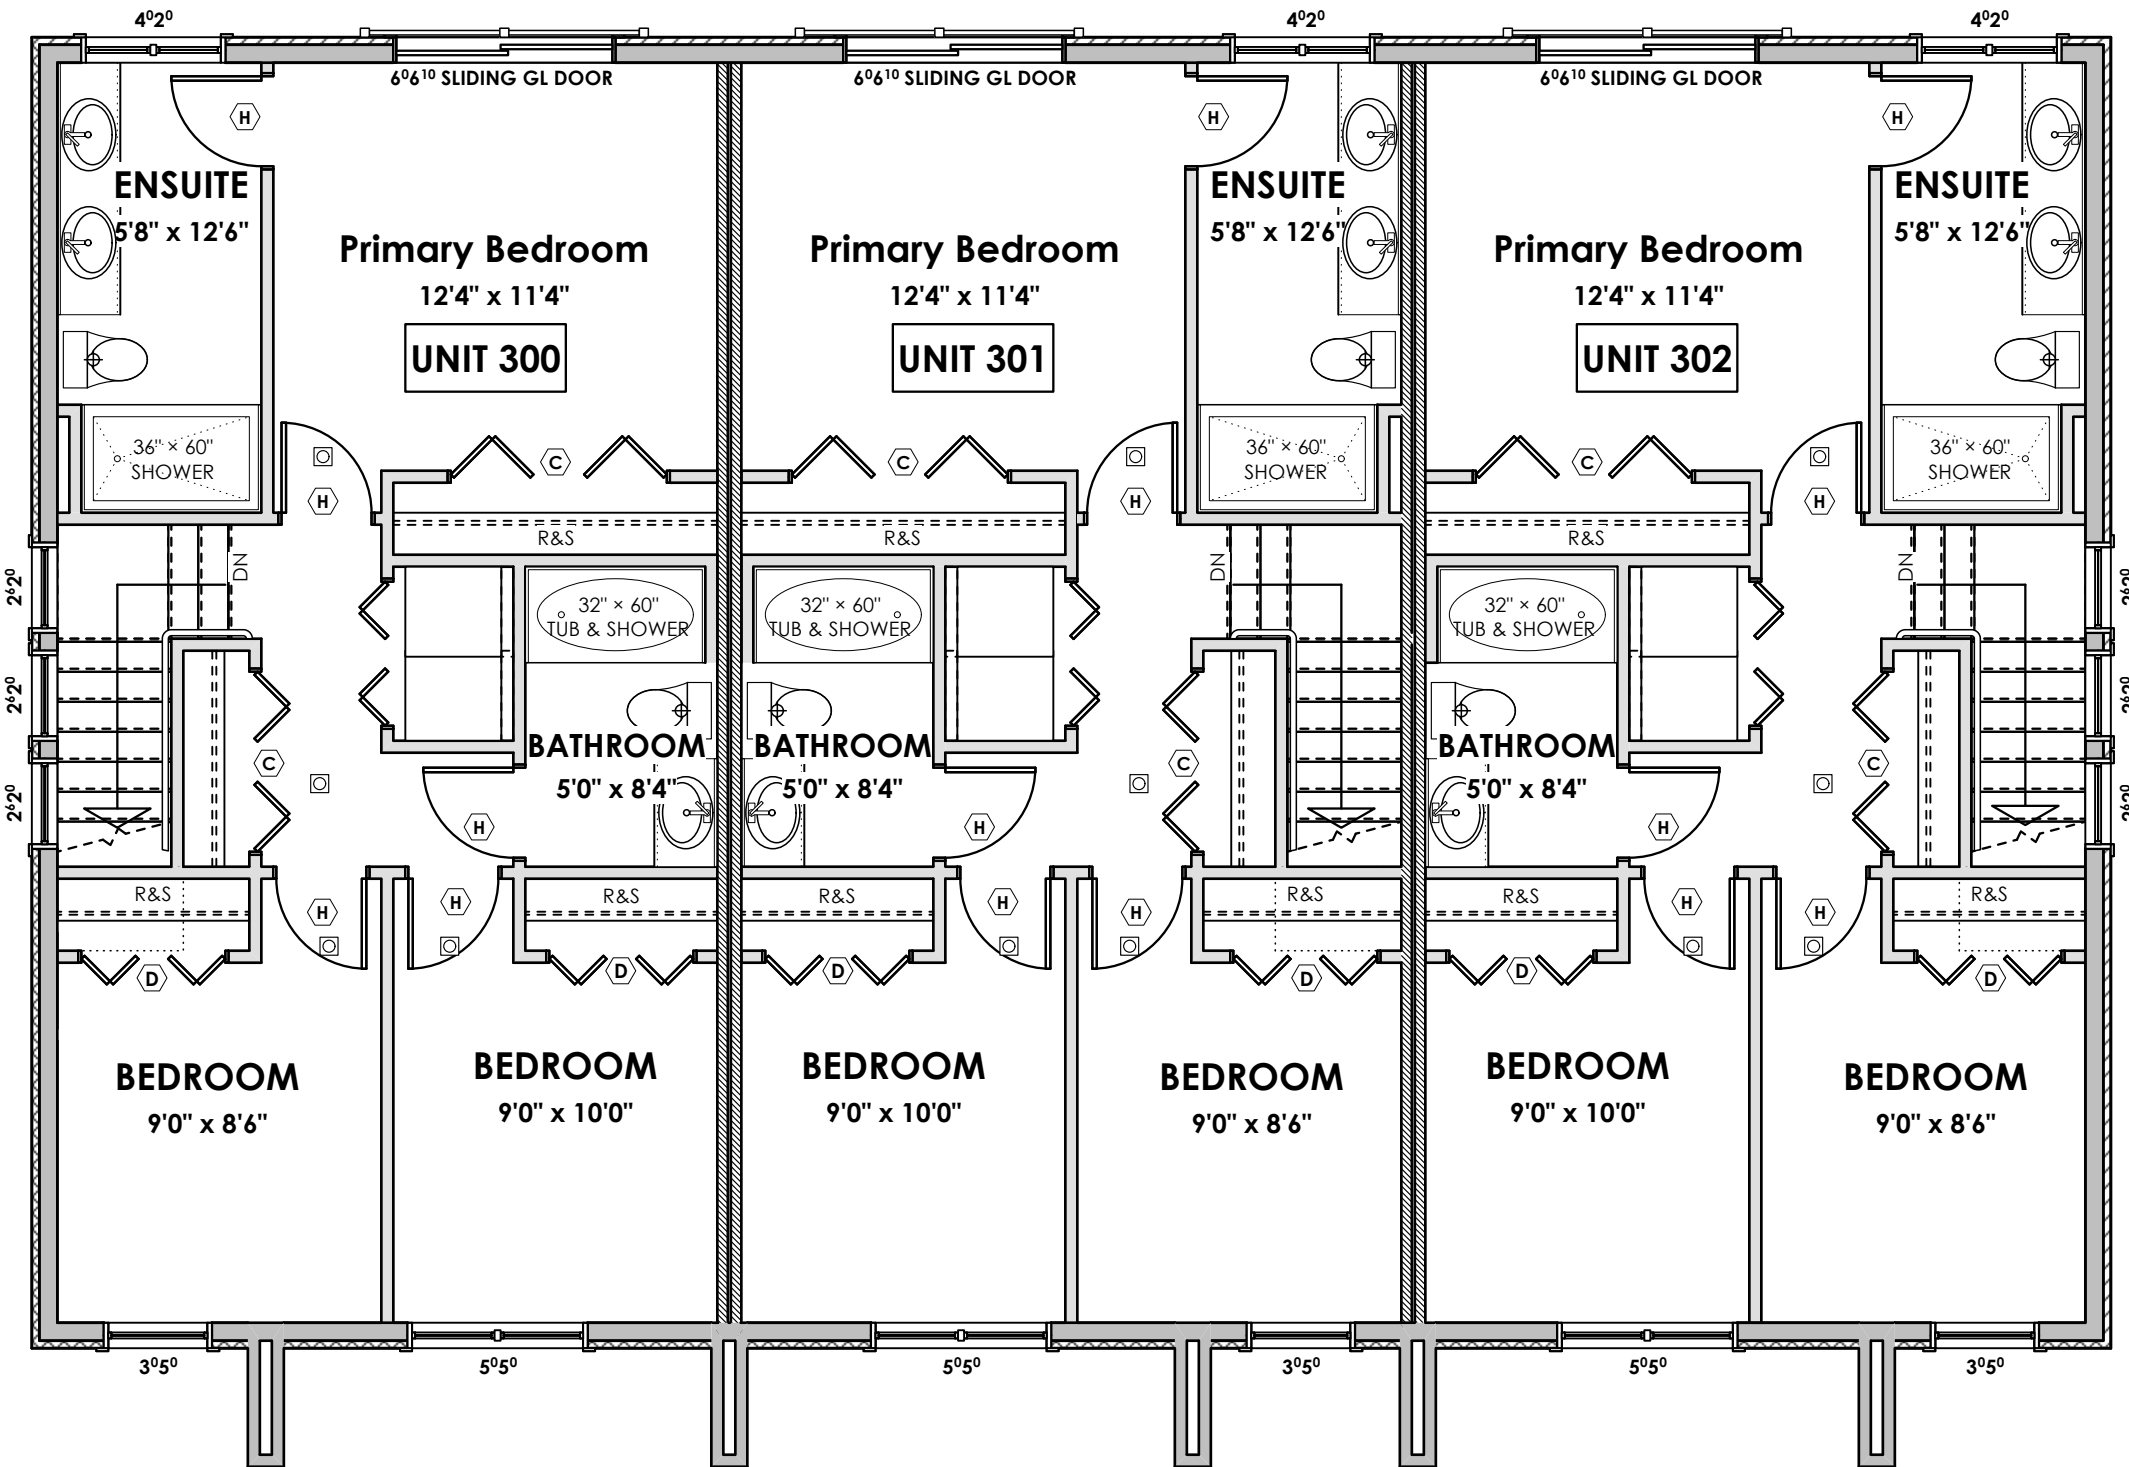 4⁰2⁰ 4⁰2⁰ 4⁰2⁰
6⁰6¹⁰ SLIDING GL DOOR 6⁰6¹⁰ SLIDING GL DOOR 6⁰6¹⁰ SLIDING GL DOOR
H H H
ENSUITE ENSUITE ENSUITE
5'8" x 12'6" 5'8" x 12'6" 5'8" x 12'6"
Primary Bedroom Primary Bedroom Primary Bedroom
12'4" x 11'4" 12'4" x 11'4" 12'4" x 11'4"
UNIT 300 UNIT 301 UNIT 302
36" × 60" 36" × 60" 36" × 60"
SHOWER SHOWER SHOWER
C C C
H H H
R&S R&S R&S
DN DN DN
2⁶2⁰ 2⁶2⁰
32" × 60" 32" × 60" 32" × 60"
TUB & SHOWER TUB & SHOWER TUB & SHOWER
2⁶2⁰ 2⁶2⁰
BATHROOM BATHROOM BATHROOM
C C C
5'0" x 8'4" 5'0" x 8'4" 5'0" x 8'4"
2⁶2⁰ 2⁶2⁰
H H H
R&S R&S R&S R&S R&S R&S
H H H H H H
D D D D D D
BEDROOM BEDROOM BEDROOM BEDROOM BEDROOM BEDROOM
9'0" x 8'6" 9'0" x 10'0" 9'0" x 10'0" 9'0" x 8'6" 9'0" x 10'0" 9'0" x 8'6"
3⁰5⁰ 5⁰5⁰ 5⁰5⁰ 3⁰5⁰ 5⁰5⁰ 3⁰5⁰